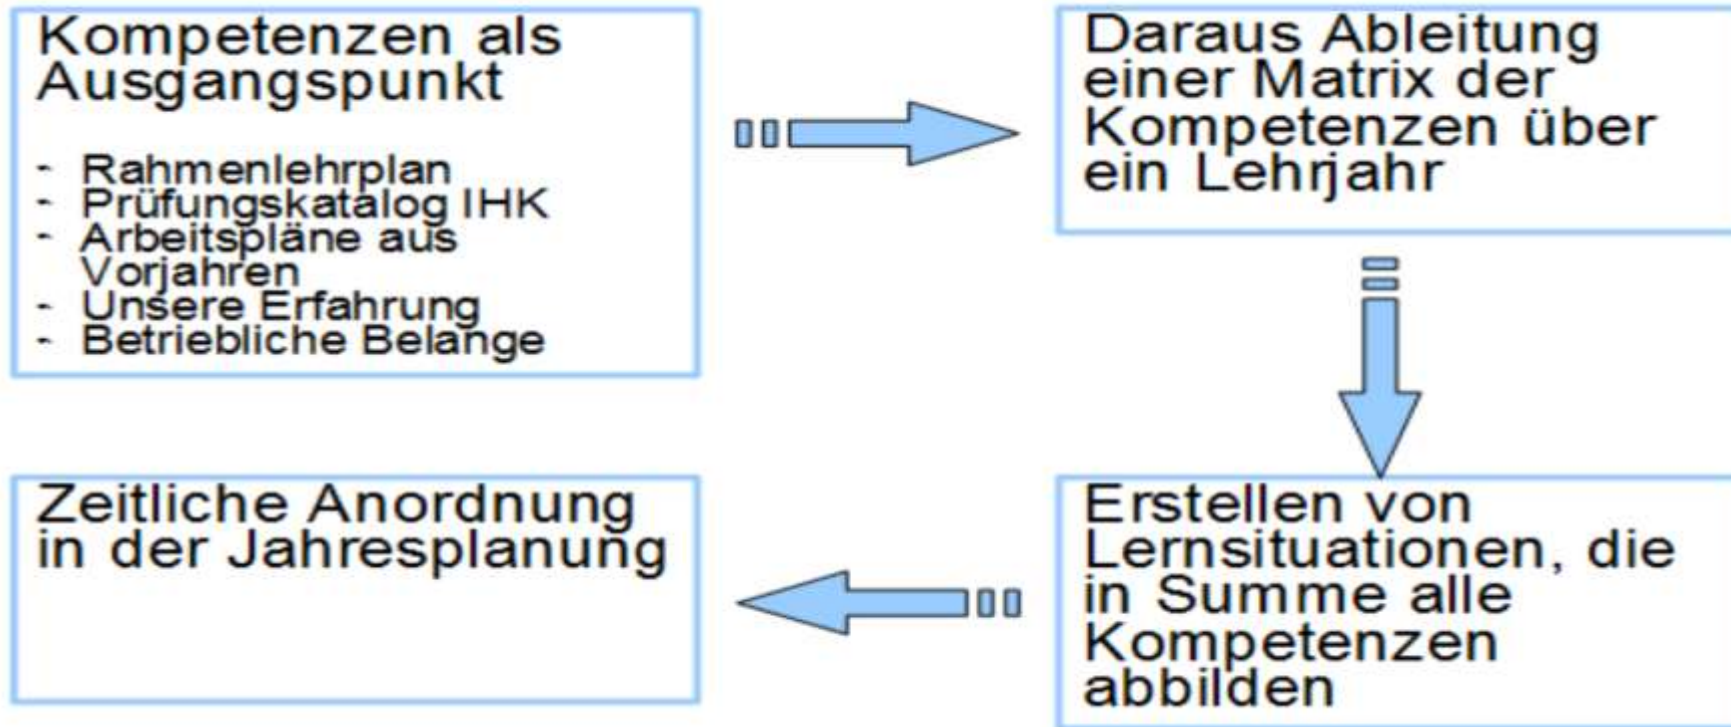 Kompetenzen als
Ausgangspunkt
- Rahmenlehrplan
- Prüfungskatalog IHK
- Arbeitspläne aus
Vorjahren
- Unsere Erfahrung
- Betriebliche Belange
Daraus Ableitung
einer Matrix der
Kompetenzen über
ein Lehrjahr
Erstellen von
Lernsituationen, die
in Summe alle
Kompetenzen
abbilden
Zeitliche Anordnung
in der Jahresplanung